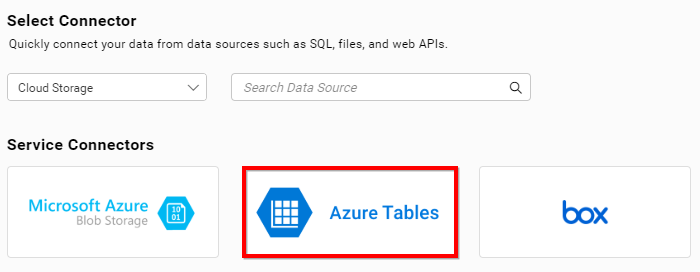 Select Connector
Quickly connect your data from data sources such as SQL, files, and web APIs.
Cloud Storage
Search Data Source
Service Connectors
Microsoft Azure
Blob Storage
10
01
Azure Tables
box